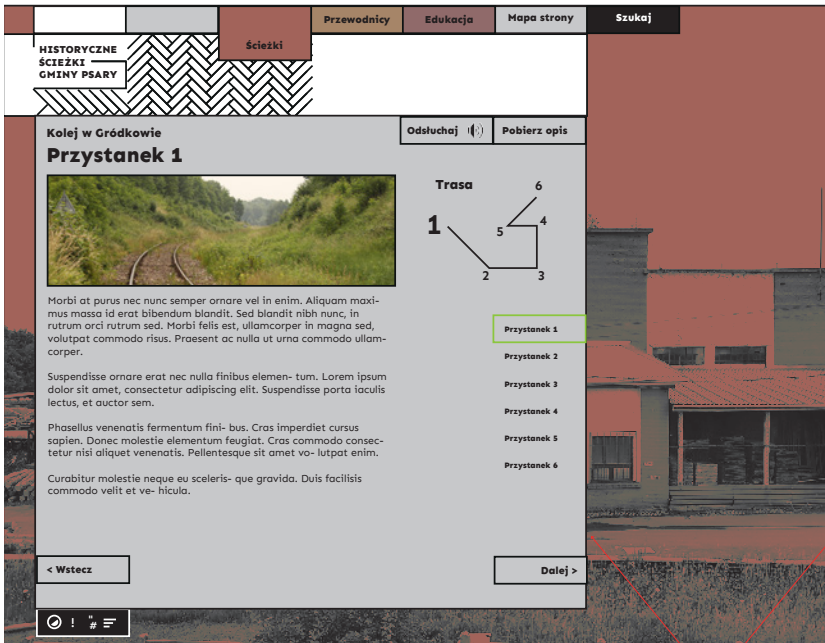 Ścieżki
Przewodnicy
Edukacja
Mapa strony
Szukaj
HISTORYCZNE
ŚCIEŻKI
GMINY PSARY
Kolej w Gródkowie
Przystanek 1
Odsłuchaj
Pobierz opis
Trasa
1
2
3
4
5
6
Morbi at purus nec nunc semper ornare vel in enim. Aliquam maxi-
mus massa id erat bibendum blandit. Sed blandit nibh nunc, in
rutrum orci rutrum sed. Morbi felis est, ullamcorper in magna sed,
volutpat commodo risus. Praesent ac nulla ut urna commodo ullam-
corper.
Suspendisse ornare erat nec nulla finibus elemen- tum. Lorem ipsum
dolor sit amet, consectetur adipiscing elit. Suspendisse porta iaculis
lectus, et auctor sem.
Phasellus venenatis fermentum fini- bus. Cras imperdiet cursus
sapien. Donec molestie elementum feugiat. Cras commodo consec-
tetur nisi aliquet venenatis. Pellentesque sit amet vo- lutpat enim.
Curabitur molestie neque eu sceleris- que gravida. Duis facilisis
commodo velit et ve- hicula.
Przystanek 1
Przystanek 2
Przystanek 3
Przystanek 4
Przystanek 5
Przystanek 6
< Wstecz
Dalej >
! " #